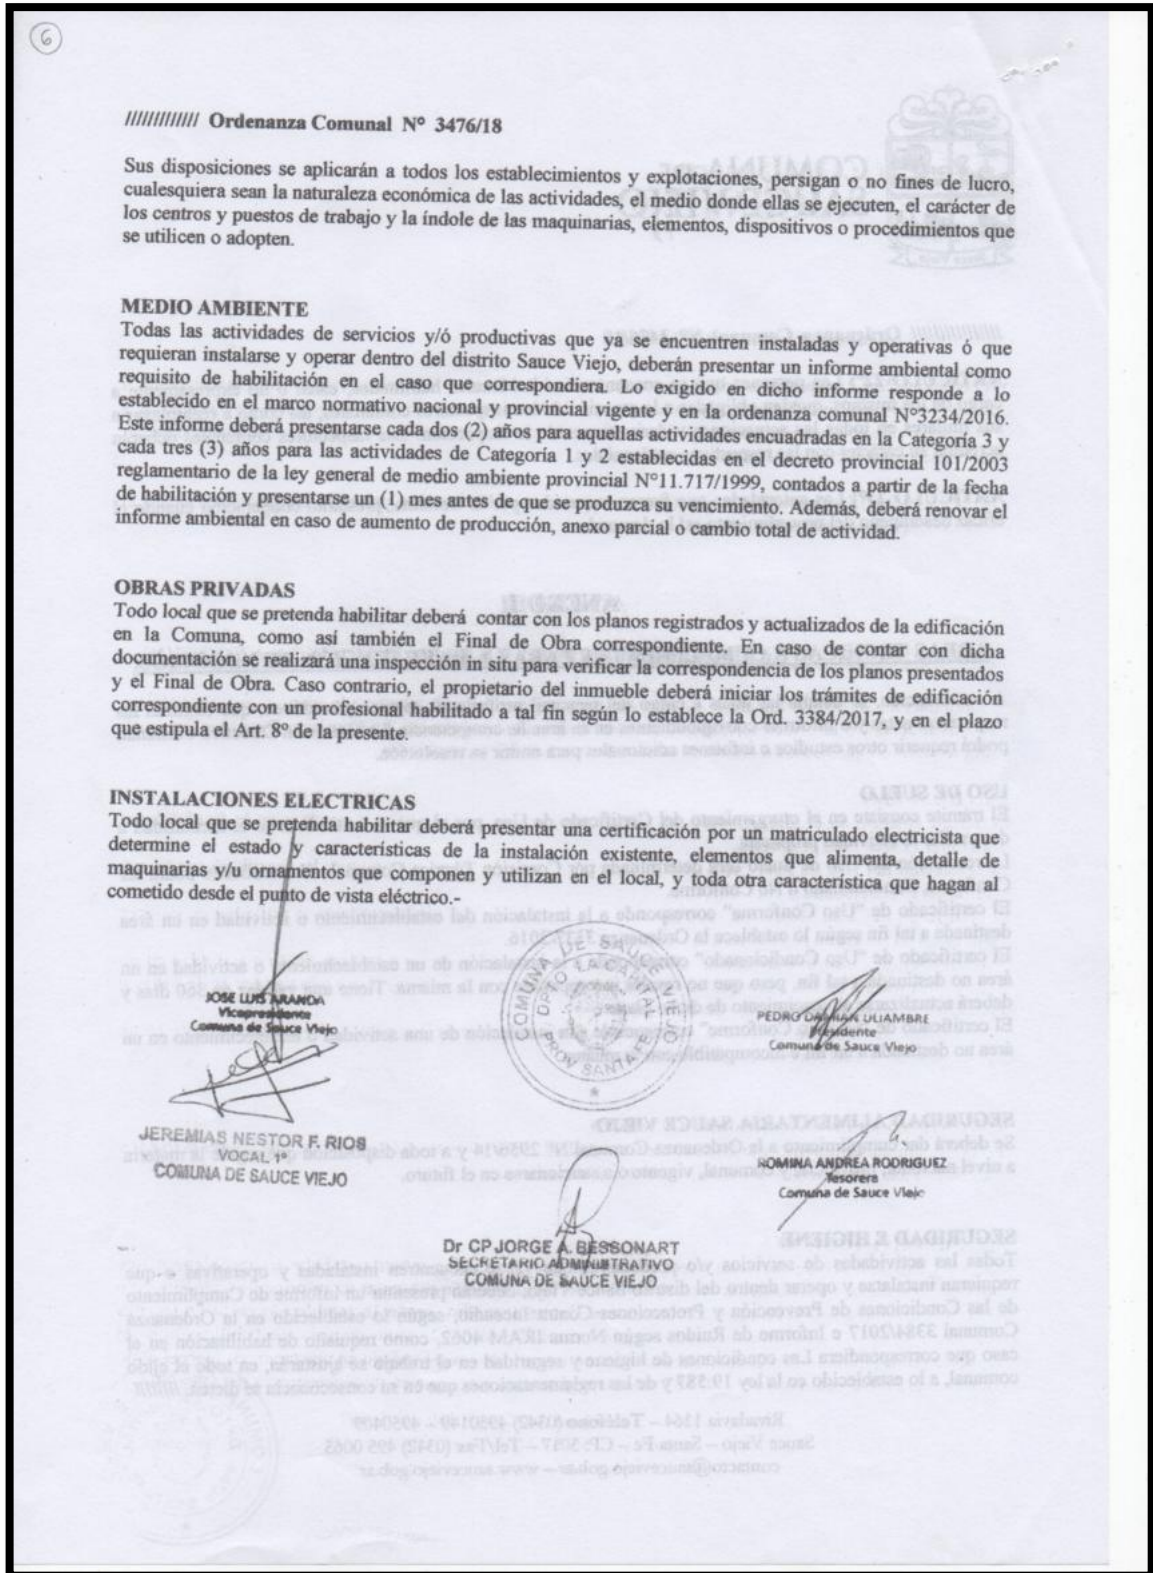 6
///////////// Ordenanza Comunal Nº 3476/18
Sus disposiciones se aplicarán a todos los establecimientos y explotaciones, persigan o no fines de lucro,
cualesquiera sean la naturaleza económica de las actividades, el medio donde ellas se ejecuten, el carácter de
los centros y puestos de trabajo y la índole de las maquinarias, elementos, dispositivos o procedimientos que
se utilicen o adopten.
MEDIO AMBIENTE
Todas las actividades de servicios y/ó productivas que ya se encuentren instaladas y operativas ó que
requieran instalarse y operar dentro del distrito Sauce Viejo, deberán presentar un informe ambiental como
requisito de habilitación en el caso que correspondiera. Lo exigido en dicho informe responde a lo
establecido en el marco normativo nacional y provincial vigente y en la ordenanza comunal N°3234/2016.
Este informe deberá presentarse cada dos (2) años para aquellas actividades encuadradas en la Categoría 3 y
cada tres (3) años para las actividades de Categoría 1 y 2 establecidas en el decreto provincial 101/2003
reglamentario de la ley general de medio ambiente provincial N°11.717/1999, contados a partir de la fecha
de habilitación y presentarse un (1) mes antes de que se produzca su vencimiento. Además, deberá renovar el
informe ambiental en caso de aumento de producción, anexo parcial o cambio total de actividad.
OBRAS PRIVADAS
Todo local que se pretenda habilitar deberá contar con los planos registrados y actualizados de la edificación
en la Comuna, como así también el Final de Obra correspondiente. En caso de contar con dicha
documentación se realizará una inspección in situ para verificar la correspondencia de los planos presentados
y el Final de Obra. Caso contrario, el propietario del inmueble deberá iniciar los trámites de edificación
correspondiente con un profesional habilitado a tal fin según lo establece la Ord. 3384/2017, y en el plazo
que estipula el Art. 8º de la presente.
INSTALACIONES ELECTRICAS
Todo local que se pretenda habilitar deberá presentar una certificación por un matriculado electricista que
determine el estado y características de la instalación existente, elementos que alimenta, detalle de
maquinarias y/u ornamentos que componen y utilizan en el local, y toda otra característica que hagan al
cometido desde el punto de vista eléctrico.-
COMUNA DE SAUCE VIEJO
DPTO LA CAPITAL
PROV SANTA FE
JOSE LUIS ARANDA
Vicepresidente
Comuna de Sauce Viejo
PEDRO DAMIAN ULIAMBRE
Presidente
Comuna de Sauce Viejo
JEREMIAS NESTOR F. RIOS
VOCAL 1º
COMUNA DE SAUCE VIEJO
ROMINA ANDREA RODRIGUEZ
Tesorera
Comuna de Sauce Viejo
Dr CP JORGE A. BESSONART
SECRETARIO ADMINISTRATIVO
COMUNA DE SAUCE VIEJO